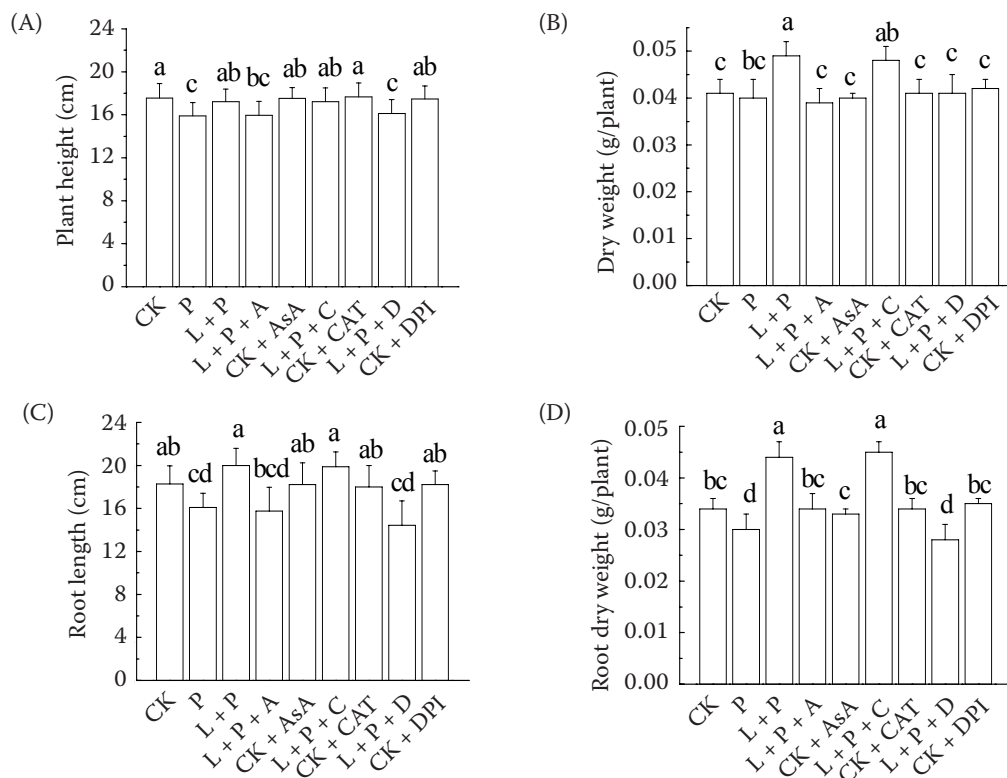 (A)
24
20
16
12
8
4
0
Plant height (cm)
a
c
ab
bc
ab
ab
a
c
ab
CK
P
L + P
L + P + A
CK + AsA
L + P + C
CK + CAT
L + P + D
CK + DPI
(B)
0.05
0.04
0.03
0.02
0.01
0.00
Dry weight (g/plant)
c
bc
a
c
c
ab
c
c
c
CK
P
L + P
L + P + A
CK + AsA
L + P + C
CK + CAT
L + P + D
CK + DPI
(C)
24
20
16
12
8
4
0
Root length (cm)
ab
cd
a
bcd
ab
a
ab
cd
ab
CK
P
L + P
L + P + A
CK + AsA
L + P + C
CK + CAT
L + P + D
CK + DPI
(D)
0.05
0.04
0.03
0.02
0.01
0.00
Root dry weight (g/plant)
bc
d
a
bc
c
a
bc
d
bc
CK
P
L + P
L + P + A
CK + AsA
L + P + C
CK + CAT
L + P + D
CK + DPI